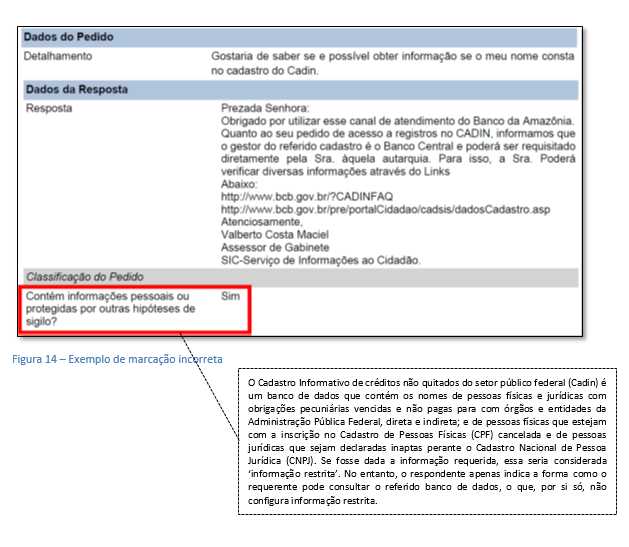 Dados do Pedido
Detalhamento
Gostaria de saber se e possível obter informação se o meu nome consta
no cadastro do Cadin.
Dados da Resposta
Resposta
Prezada Senhora:
Obrigado por utilizar esse canal de atendimento do Banco da Amazônia.
Quanto ao seu pedido de acesso a registros no CADIN, informamos que
o gestor do referido cadastro é o Banco Central e poderá ser requisitado
diretamente pela Sra. àquela autarquia. Para isso, a Sra. Poderá
verificar diversas informações através do Links
Abaixo:
http://www.bcb.gov.br/?CADINFAQ
http://www.bcb.gov.br/pre/portalCidadao/cadsis/dadosCadastro.asp
Atenciosamente,
Valberto Costa Maciel
Assessor de Gabinete
SIC-Serviço de Informações ao Cidadão.
Classificação do Pedido
Contém informações pessoais ou
protegidas por outras hipóteses de
sigilo?
Sim
Figura 14 – Exemplo de marcação incorreta
O Cadastro Informativo de créditos não quitados do setor público federal (Cadin) é
um banco de dados que contém os nomes de pessoas físicas e jurídicas com
obrigações pecuniárias vencidas e não pagas para com órgãos e entidades da
Administração Pública Federal, direta e indireta; e de pessoas físicas que estejam
com a inscrição no Cadastro de Pessoas Físicas (CPF) cancelada e de pessoas
jurídicas que sejam declaradas inaptas perante o Cadastro Nacional de Pessoa
Jurídica (CNPJ). Se fosse dada a informação requerida, essa seria considerada
‘informação restrita’. No entanto, o respondente apenas indica a forma como o
requerente pode consultar o referido banco de dados, o que, por si só, não
configura informação restrita.